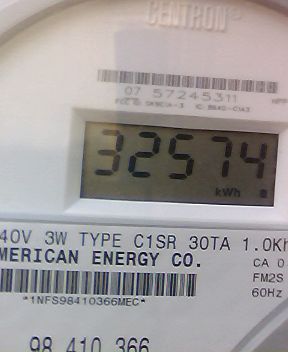 CENTRON®
07 57245311
32574
kWh
40V 3W TYPE C1SR 30TA 1.0Kh
MERICAN ENERGY CO.
CA 0
FM2S
60Hz
*1NFS98410366MEC*
98 410 366